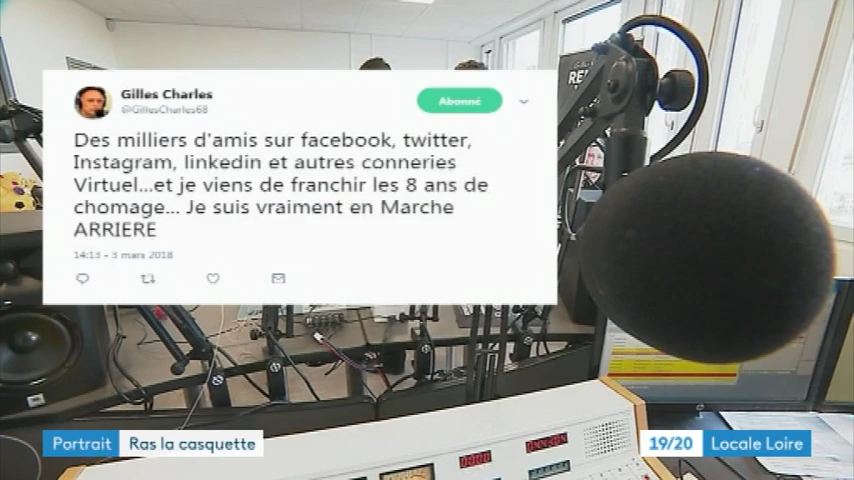 Gilles Charles
@GillesCharles68
Abonné
Des milliers d'amis sur facebook, twitter,
Instagram, linkedin et autres conneries
Virtuel...et je viens de franchir les 8 ans de
chomage... Je suis vraiment en Marche
ARRIERE
14:13 - 3 mars 2018
RE
Portrait
Ras la casquette
19/20
Locale Loire